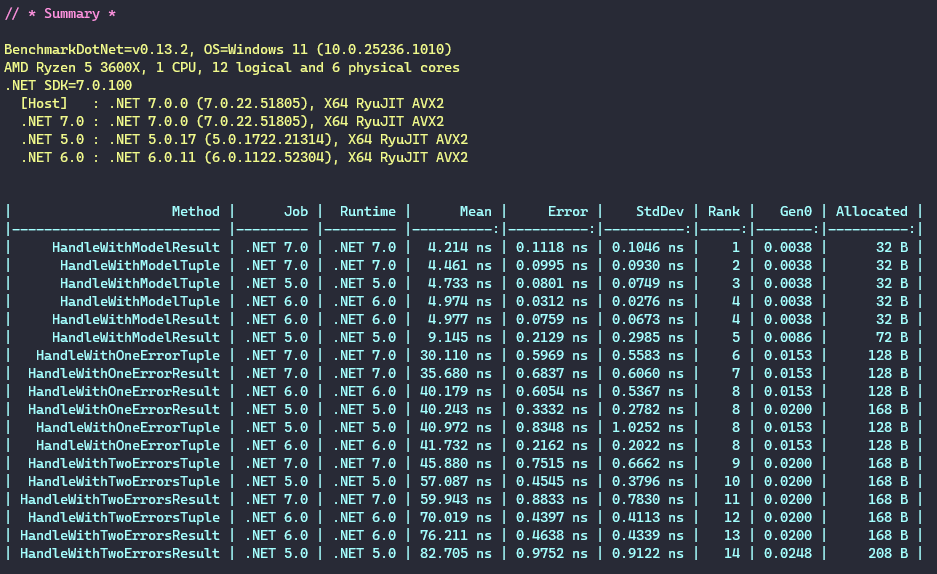 // * Summary *
BenchmarkDotNet=v0.13.2, OS=Windows 11 (10.0.25236.1010)
AMD Ryzen 5 3600X, 1 CPU, 12 logical and 6 physical cores
.NET SDK=7.0.100
  [Host]   : .NET 7.0.0 (7.0.22.51805), X64 RyuJIT AVX2
  .NET 7.0 : .NET 7.0.0 (7.0.22.51805), X64 RyuJIT AVX2
  .NET 5.0 : .NET 5.0.17 (5.0.1722.21314), X64 RyuJIT AVX2
  .NET 6.0 : .NET 6.0.11 (6.0.1122.52304), X64 RyuJIT AVX2
|                    Method |      Job |  Runtime |      Mean |     Error |    StdDev | Rank |   Gen0 | Allocated |
|-------------------------- |--------- |--------- |----------:|----------:|----------:|-----:|-------:|----------:|
|     HandleWithModelResult | .NET 7.0 | .NET 7.0 |  4.214 ns | 0.1118 ns | 0.1046 ns |    1 | 0.0038 |      32 B |
|      HandleWithModelTuple | .NET 7.0 | .NET 7.0 |  4.461 ns | 0.0995 ns | 0.0930 ns |    2 | 0.0038 |      32 B |
|      HandleWithModelTuple | .NET 5.0 | .NET 5.0 |  4.733 ns | 0.0801 ns | 0.0749 ns |    3 | 0.0038 |      32 B |
|      HandleWithModelTuple | .NET 6.0 | .NET 6.0 |  4.974 ns | 0.0312 ns | 0.0276 ns |    4 | 0.0038 |      32 B |
|     HandleWithModelResult | .NET 6.0 | .NET 6.0 |  4.977 ns | 0.0759 ns | 0.0673 ns |    4 | 0.0038 |      32 B |
|     HandleWithModelResult | .NET 5.0 | .NET 5.0 |  9.145 ns | 0.2129 ns | 0.2985 ns |    5 | 0.0086 |      72 B |
|   HandleWithOneErrorTuple | .NET 7.0 | .NET 7.0 | 30.110 ns | 0.5969 ns | 0.5583 ns |    6 | 0.0153 |     128 B |
|  HandleWithOneErrorResult | .NET 7.0 | .NET 7.0 | 35.680 ns | 0.6837 ns | 0.6060 ns |    7 | 0.0153 |     128 B |
|  HandleWithOneErrorResult | .NET 6.0 | .NET 6.0 | 40.179 ns | 0.6054 ns | 0.5367 ns |    8 | 0.0153 |     128 B |
|  HandleWithOneErrorResult | .NET 5.0 | .NET 5.0 | 40.243 ns | 0.3332 ns | 0.2782 ns |    8 | 0.0200 |     168 B |
|   HandleWithOneErrorTuple | .NET 5.0 | .NET 5.0 | 40.972 ns | 0.8348 ns | 1.0252 ns |    8 | 0.0153 |     128 B |
|   HandleWithOneErrorTuple | .NET 6.0 | .NET 6.0 | 41.732 ns | 0.2162 ns | 0.2022 ns |    8 | 0.0153 |     128 B |
|  HandleWithTwoErrorsTuple | .NET 7.0 | .NET 7.0 | 45.880 ns | 0.7515 ns | 0.6662 ns |    9 | 0.0200 |     168 B |
|  HandleWithTwoErrorsTuple | .NET 5.0 | .NET 5.0 | 57.087 ns | 0.4545 ns | 0.3796 ns |   10 | 0.0200 |     168 B |
| HandleWithTwoErrorsResult | .NET 7.0 | .NET 7.0 | 59.943 ns | 0.8833 ns | 0.7830 ns |   11 | 0.0200 |     168 B |
|  HandleWithTwoErrorsTuple | .NET 6.0 | .NET 6.0 | 70.019 ns | 0.4397 ns | 0.4113 ns |   12 | 0.0200 |     168 B |
| HandleWithTwoErrorsResult | .NET 6.0 | .NET 6.0 | 76.211 ns | 0.4638 ns | 0.4339 ns |   13 | 0.0200 |     168 B |
| HandleWithTwoErrorsResult | .NET 5.0 | .NET 5.0 | 82.705 ns | 0.9752 ns | 0.9122 ns |   14 | 0.0248 |     208 B |